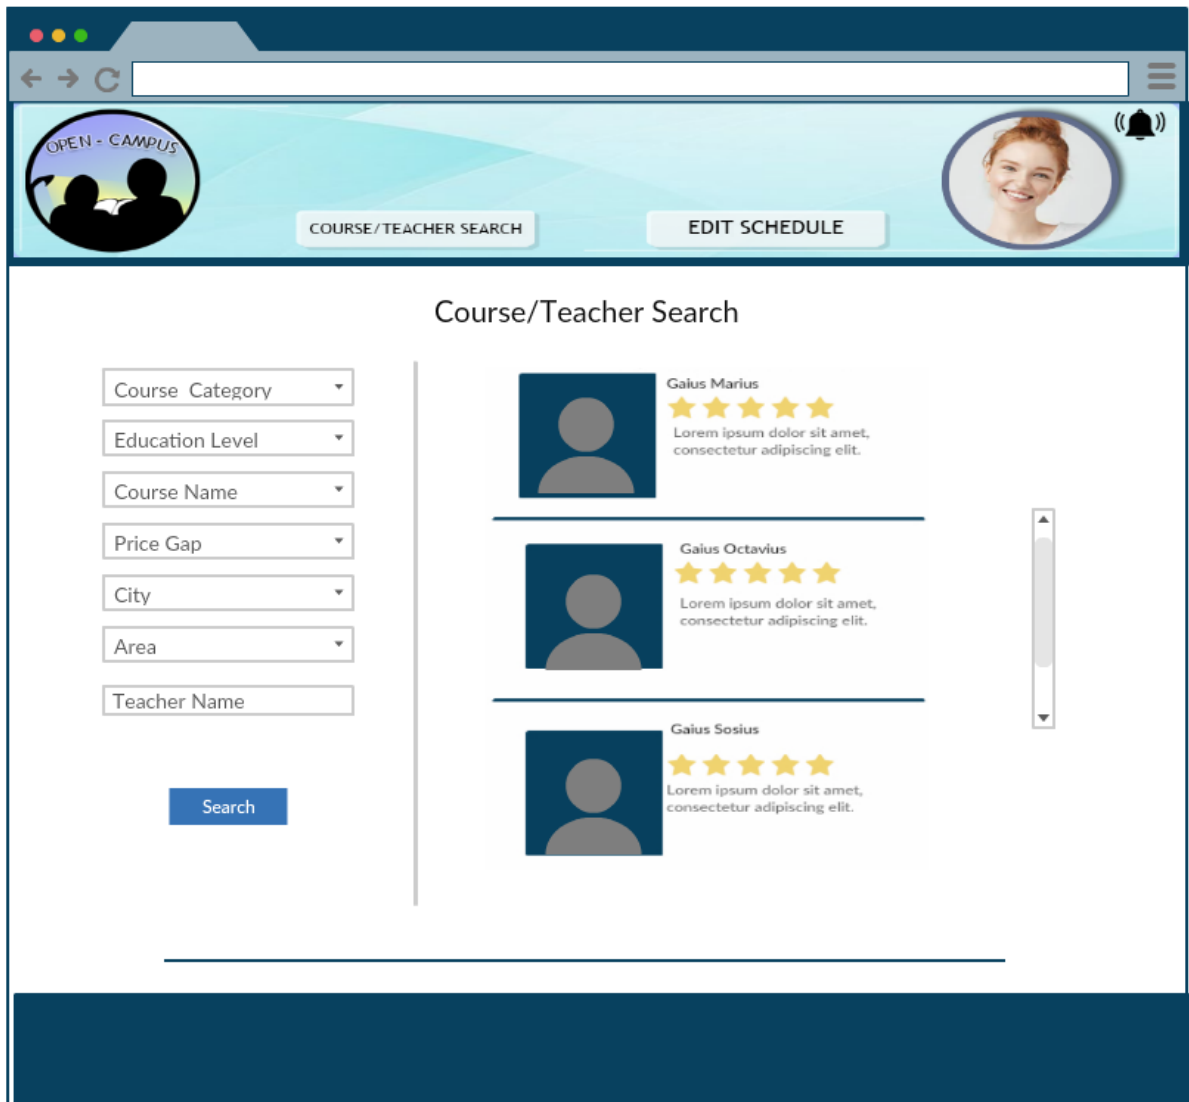 OPEN - CAMPUS
COURSE/TEACHER SEARCH
EDIT SCHEDULE
Course/Teacher Search
Course Category
Education Level
Course Name
Price Gap
City
Area
Teacher Name
Search
Gaius Marius
Lorem ipsum dolor sit amet,
consectetur adipiscing elit.
Gaius Octavius
Lorem ipsum dolor sit amet,
consectetur adipiscing elit.
Gaius Sosius
Lorem ipsum dolor sit amet,
consectetur adipiscing elit.